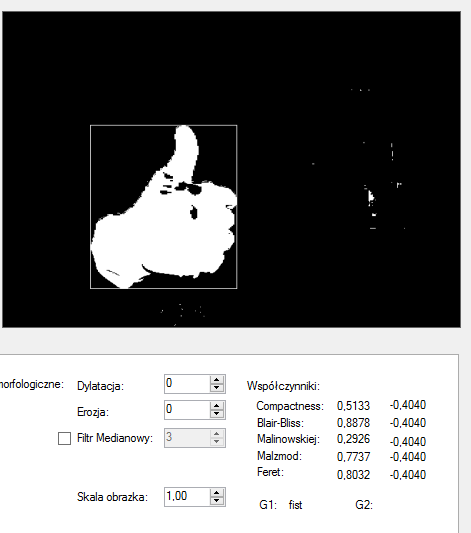 morfologiczne: Dylatacja: 0 Współczynniki:
Compactness: 0,5133 -0,4040
Erozja: 0 Blair-Bliss: 0,8878 -0,4040
Filtr Medianowy: 3 Malinowskiej: 0,2926 -0,4040
Malzmod: 0,7737 -0,4040
Feret: 0,8032 -0,4040
Skala obrazka: 1,00
G1: fist G2: